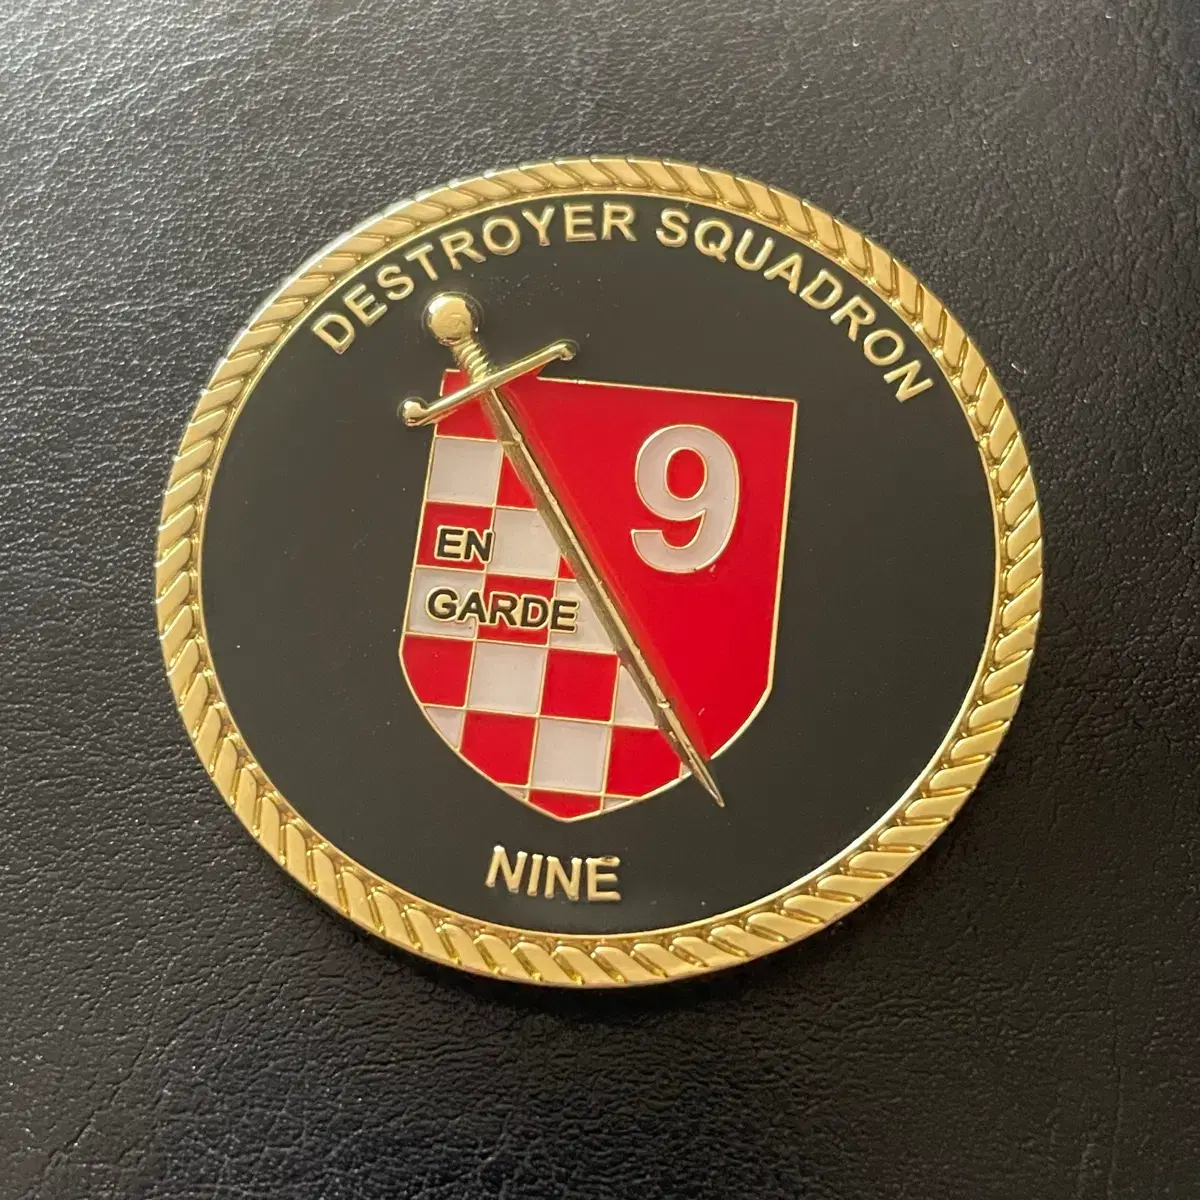 DESTROYER SQUADRON
9
EN
GARDE
NINE